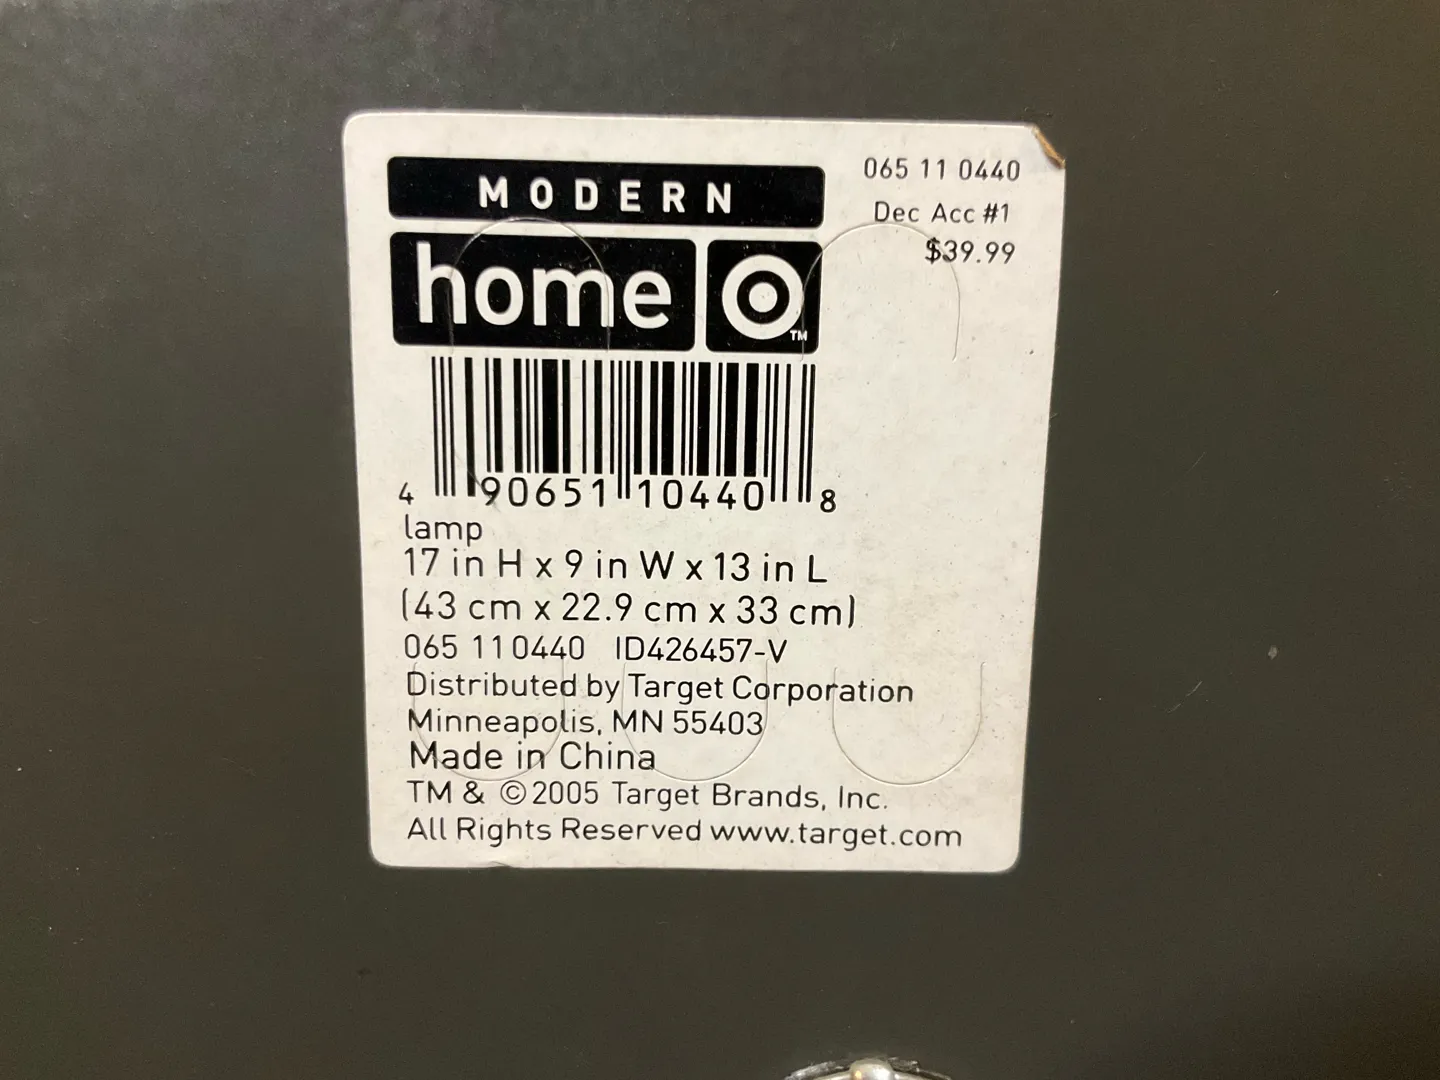 MODERN
home
TM
065 11 0440
Dec Acc #1
$39.99
4 90651 10440 8
lamp
17 in H x 9 in W x 13 in L
(43 cm x 22.9 cm x 33 cm)
065 110440 ID426457-V
Distributed by Target Corporation
Minneapolis, MN 55403
Made in China
TM & ©2005 Target Brands, Inc.
All Rights Reserved www.target.com